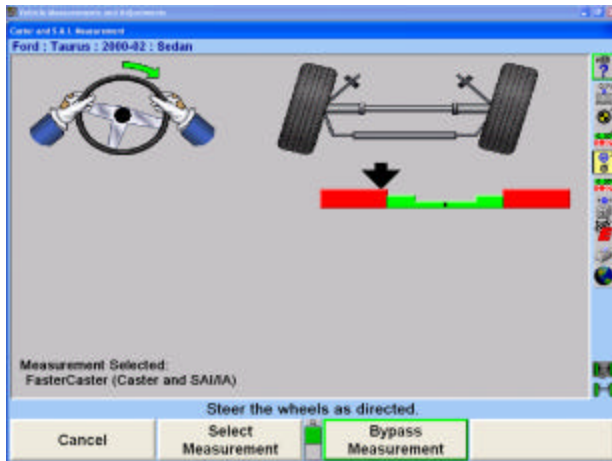 Vehicle Measurements and Adjustments
Caster and S.A.I. Measurement
Ford : Taurus : 2000-02 : Sedan
Measurement Selected:
FasterCaster (Caster and SAI/IA)
Steer the wheels as directed.
Cancel
Select
Measurement
Bypass
Measurement